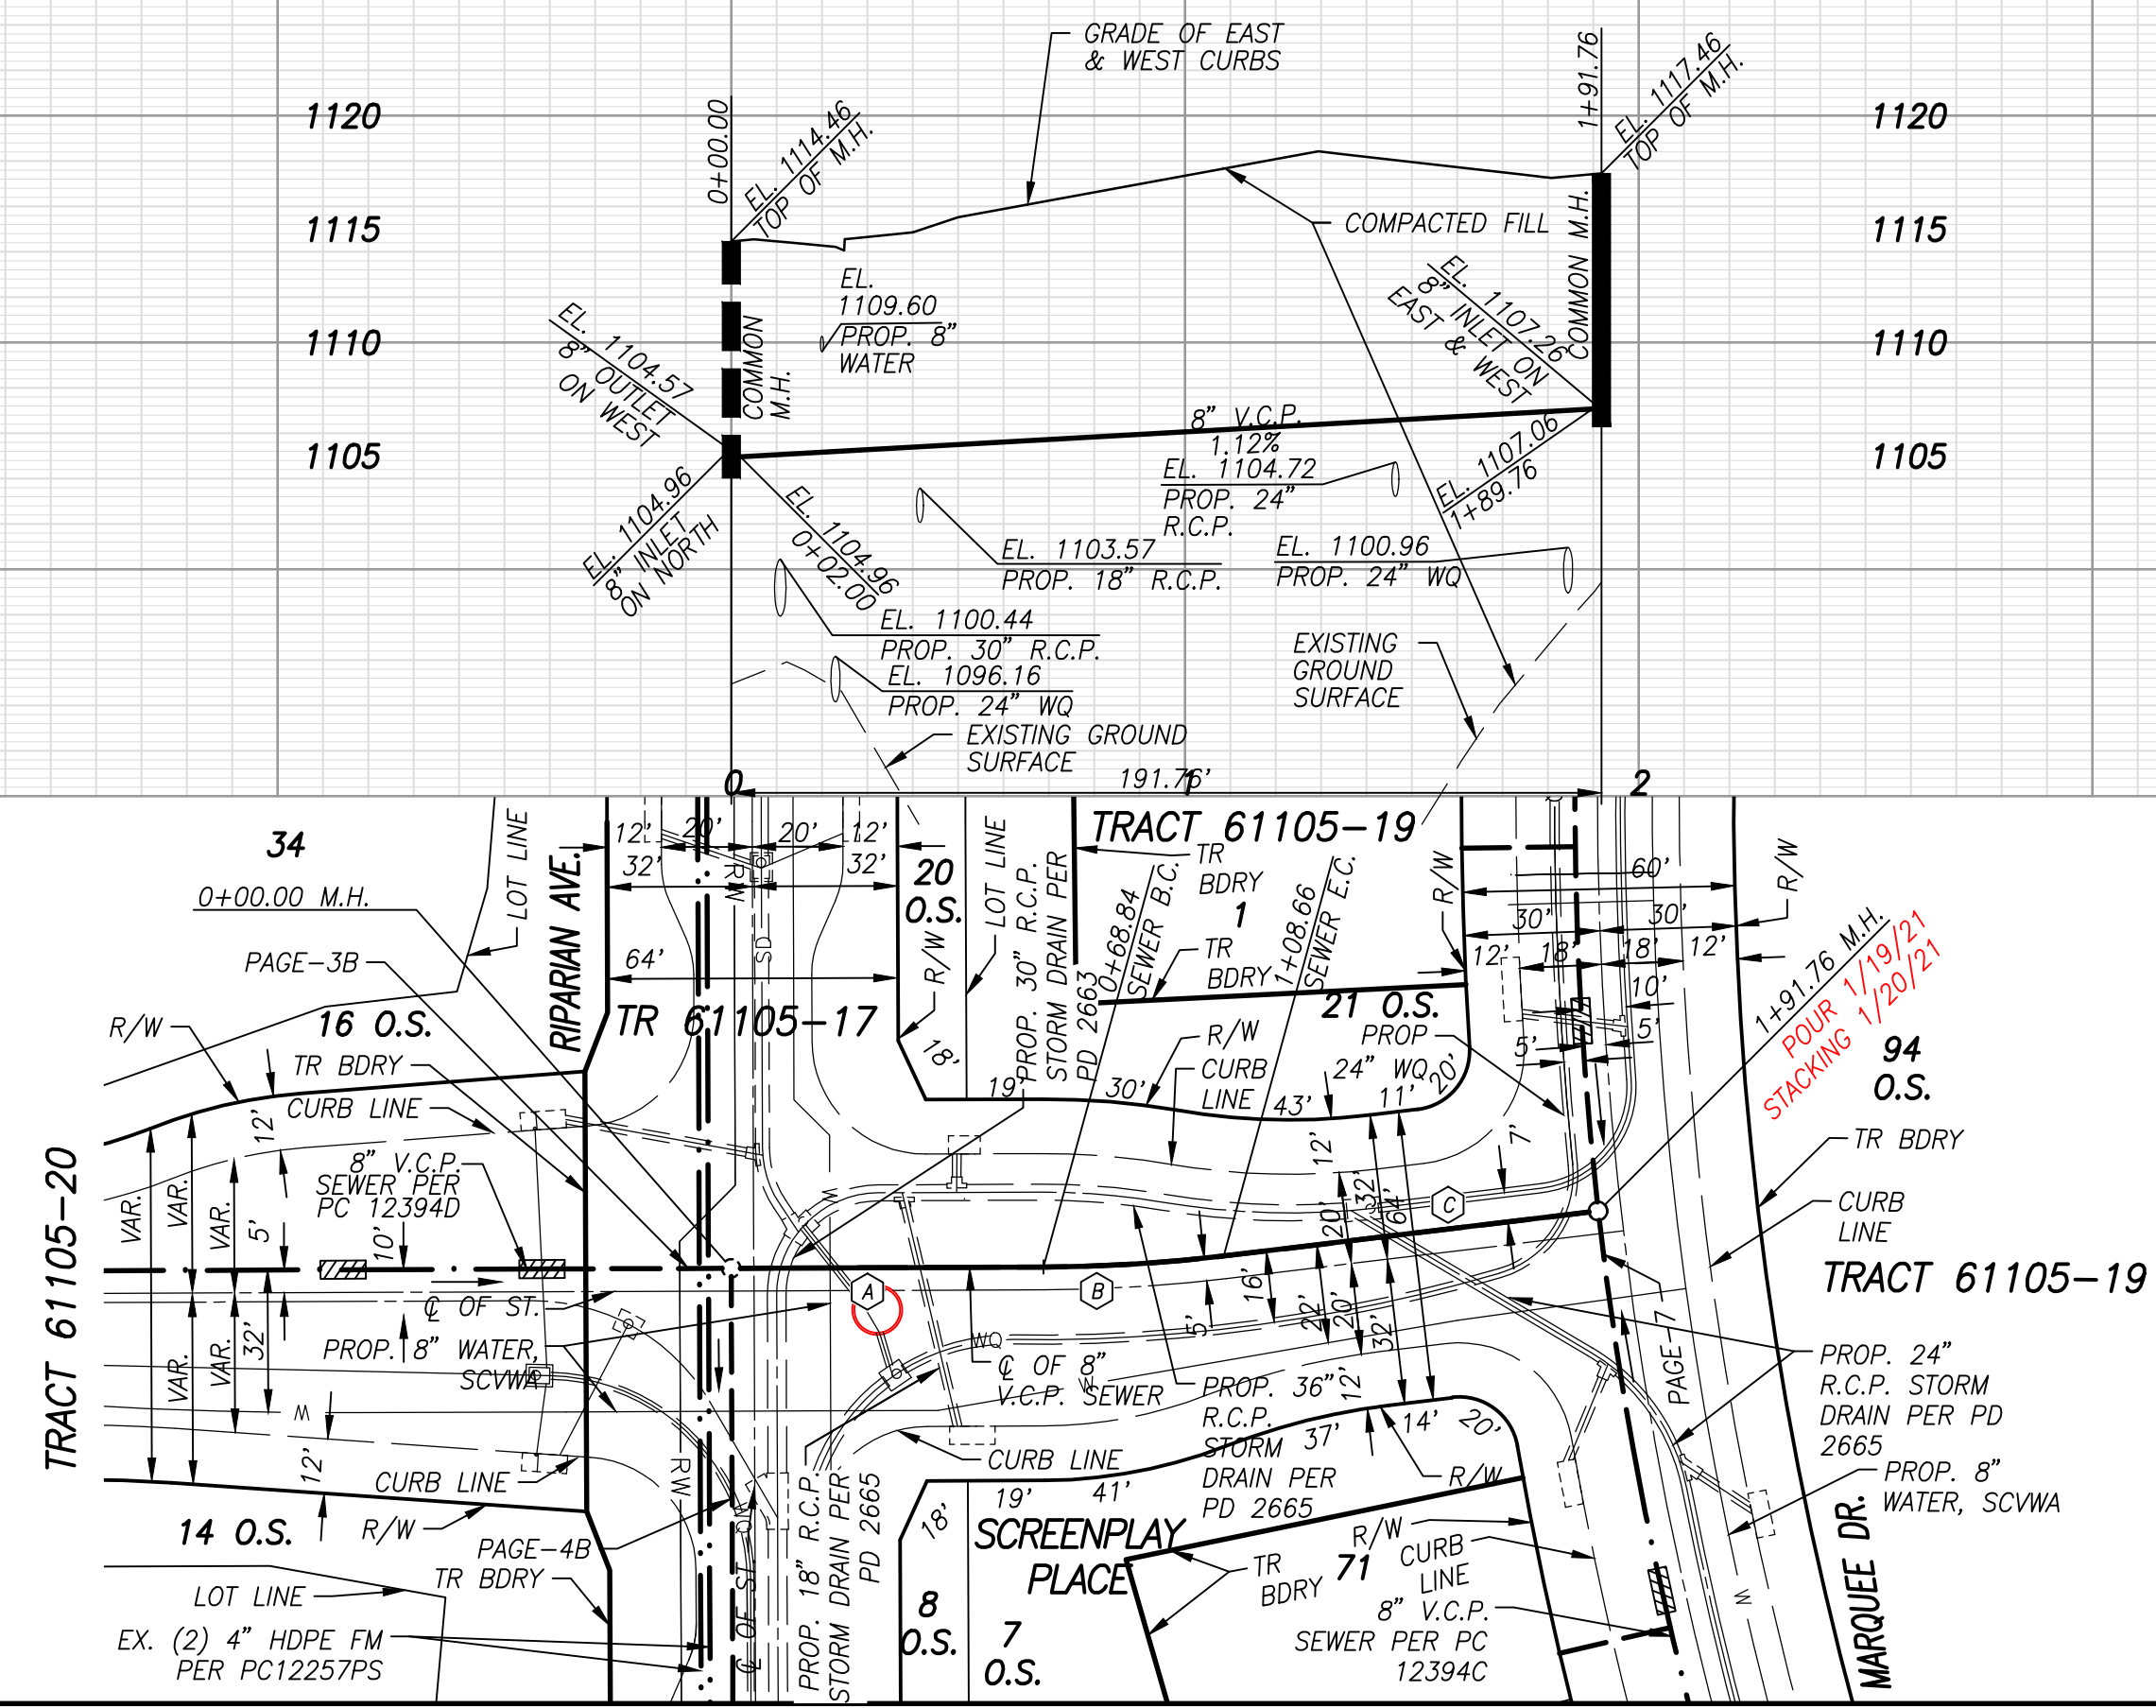 GRADE OF EAST
& WEST CURBS
1120
1115
1110
1105
0+00.00
EL. 1114.46
TOP OF M.H.
1+91.76
EL. 1117.46
TOP OF M.H.
1120
1115
1110
1105
COMPACTED FILL
COMMON M.H.
EL.
1109.60
PROP. 8"
WATER
COMMON
M.H.
EL. 1104.57
8" OUTLET
ON WEST
EL. 1107.26
8" INLET ON
EAST & WEST
8" V.C.P.
1.12%
EL. 1104.72
PROP. 24"
R.C.P.
EL. 1107.06
1+89.76
EL. 1104.96
8" INLET
ON NORTH
EL. 1104.96
0+02.00
EL. 1103.57
PROP. 18" R.C.P.
EL. 1100.96
PROP. 24" WQ
EL. 1100.44
PROP. 30" R.C.P.
EL. 1096.16
PROP. 24" WQ
EXISTING GROUND
SURFACE
EXISTING
GROUND
SURFACE
0
191.76'
1
2
34
0+00.00 M.H.
PAGE-3B
LOT LINE
RIPARIAN AVE.
12'
20'
20'
12'
32'
32'
RW
SD
64'
TR 61105-17
20
O.S.
R/W
LOT LINE
18'
PROP. 30" R.C.P.
STORM DRAIN PER
PD 2663
TRACT 61105-19
TR
BDRY
1
TR
BDRY
0+68.84
SEWER B.C.
1+08.66
SEWER E.C.
21 O.S.
R/W
60'
30'
30'
12'
18'
18'
12'
10'
5'
5'
R/W
1+91.76 M.H.
POUR 1/19/21
STACKING 1/20/21
94
O.S.
R/W
16 O.S.
TR BDRY
CURB LINE
12'
19'
30'
43'
11'
20'
R/W
CURB
LINE
PROP
24" WQ
12'
7'
TR BDRY
CURB
LINE
TRACT 61105-19
TRACT 61105-20
VAR.
VAR.
VAR.
5'
10'
8" V.C.P.
SEWER PER
PC 12394D
W
20'
32'
64'
C
A
B
℄ OF ST.
VAR.
VAR.
32'
PROP. 8" WATER,
SCVWA
WQ
℄ OF 8"
V.C.P. SEWER
W
5'
16'
22'
20'
32'
12'
PROP. 36"
R.C.P.
STORM
DRAIN PER
PD 2665
37'
14'
20'
PAGE-7
PROP. 24"
R.C.P. STORM
DRAIN PER PD
2665
PROP. 8"
WATER, SCVWA
W
12'
CURB LINE
RW
CURB LINE
R/W
14 O.S.
R/W
PAGE-4B
TR BDRY
LOT LINE
EX. (2) 4" HDPE FM
PER PC12257PS
℄ OF ST.
PROP. 18" R.C.P.
STORM DRAIN PER
PD 2665
18'
19'
41'
SCREENPLAY
PLACE
8
O.S.
7
O.S.
TR
BDRY
71
R/W
CURB
LINE
8" V.C.P.
SEWER PER PC
12394C
W
MARQUEE DR.